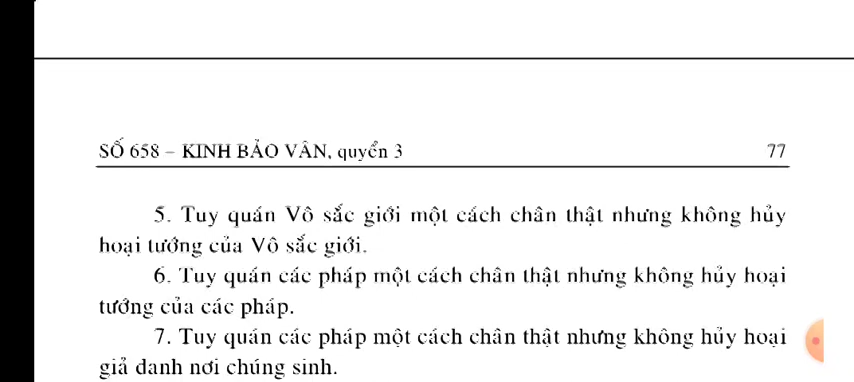 SỐ 658 – KINH BẢO VÂN, quyển 3 77
5. Tuy quán Vô sắc giới một cách chân thật nhưng không hủy
hoại tướng của Vô sắc giới.
6. Tuy quán các pháp một cách chân thật nhưng không hủy hoại
tướng của các pháp.
7. Tuy quán các pháp một cách chân thật nhưng không hủy hoại
giả danh nơi chúng sinh.